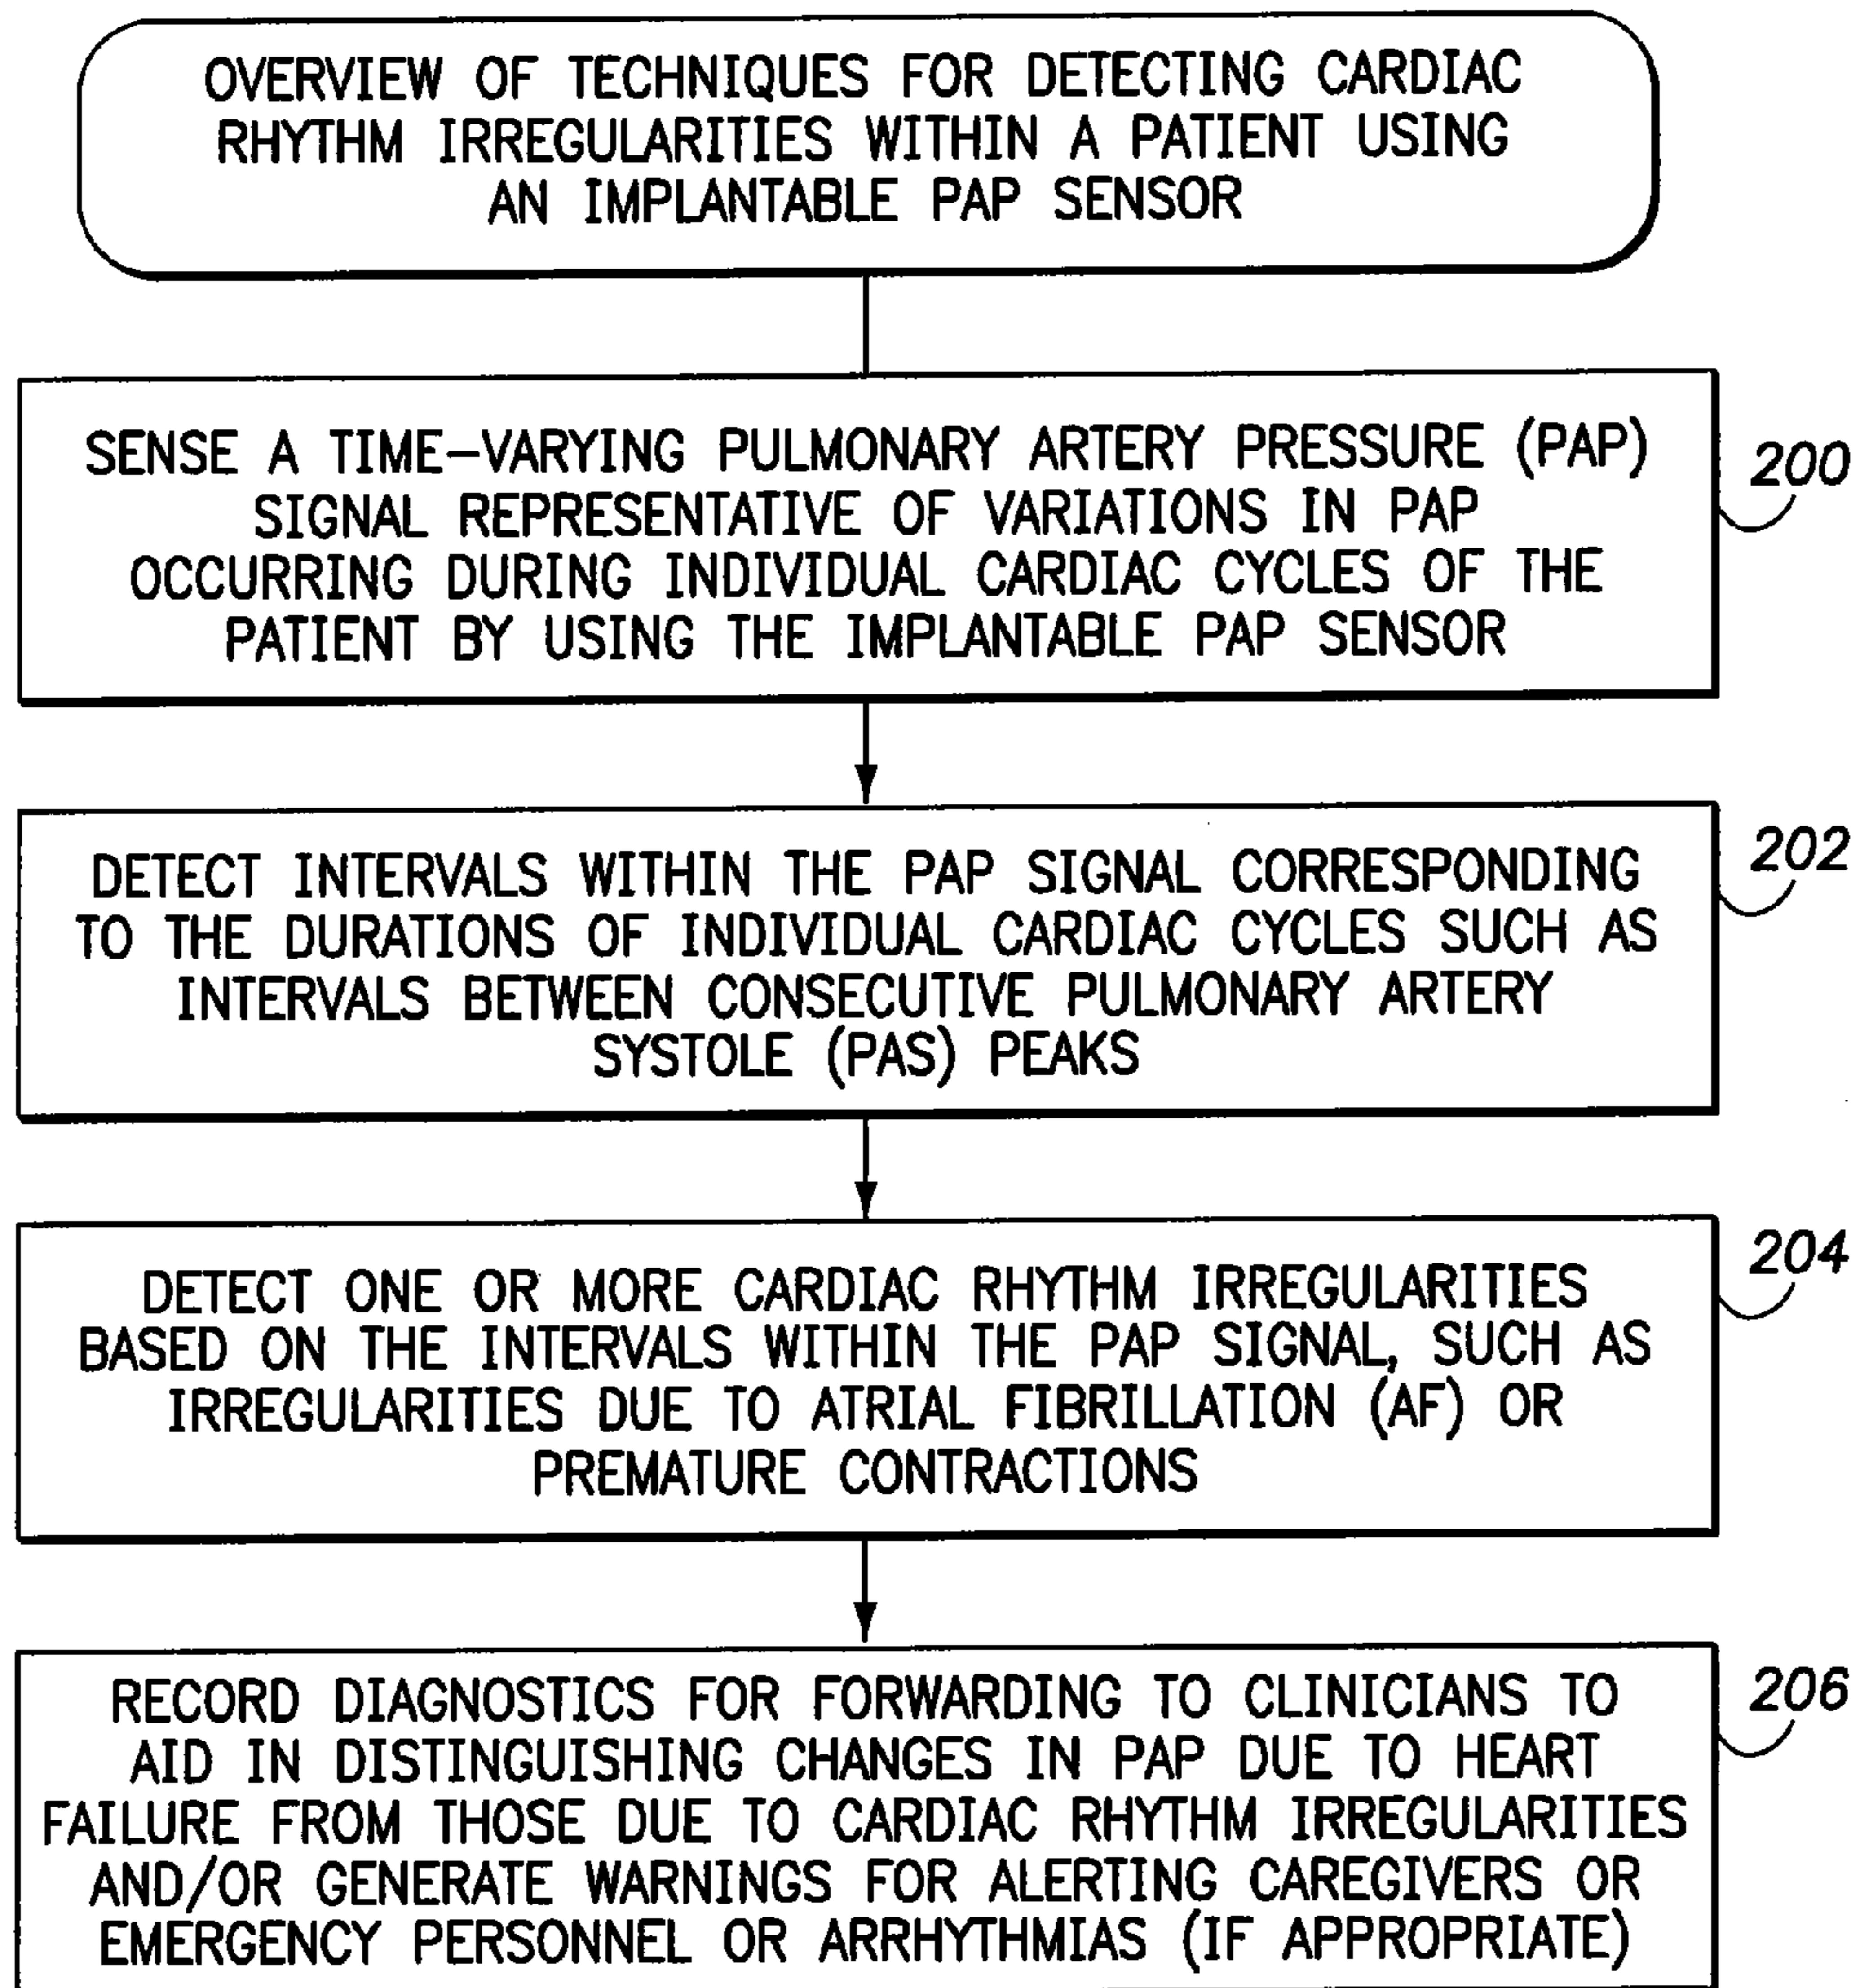 OVERVIEW OF TECHNIQUES FOR DETECTING CARDIAC
RHYTHM IRREGULARITIES WITHIN A PATIENT USING
AN IMPLANTABLE PAP SENSOR
SENSE A TIME-VARYING PULMONARY ARTERY PRESSURE (PAP)
SIGNAL REPRESENTATIVE OF VARIATIONS IN PAP
OCCURRING DURING INDIVIDUAL CARDIAC CYCLES OF THE
PATIENT BY USING THE IMPLANTABLE PAP SENSOR
200
DETECT INTERVALS WITHIN THE PAP SIGNAL CORRESPONDING
TO THE DURATIONS OF INDIVIDUAL CARDIAC CYCLES SUCH AS
INTERVALS BETWEEN CONSECUTIVE PULMONARY ARTERY
SYSTOLE (PAS) PEAKS
202
DETECT ONE OR MORE CARDIAC RHYTHM IRREGULARITIES
BASED ON THE INTERVALS WITHIN THE PAP SIGNAL, SUCH AS
IRREGULARITIES DUE TO ATRIAL FIBRILLATION (AF) OR
PREMATURE CONTRACTIONS
204
RECORD DIAGNOSTICS FOR FORWARDING TO CLINICIANS TO
AID IN DISTINGUISHING CHANGES IN PAP DUE TO HEART
FAILURE FROM THOSE DUE TO CARDIAC RHYTHM IRREGULARITIES
AND/OR GENERATE WARNINGS FOR ALERTING CAREGIVERS OR
EMERGENCY PERSONNEL OR ARRHYTHMIAS (IF APPROPRIATE)
206